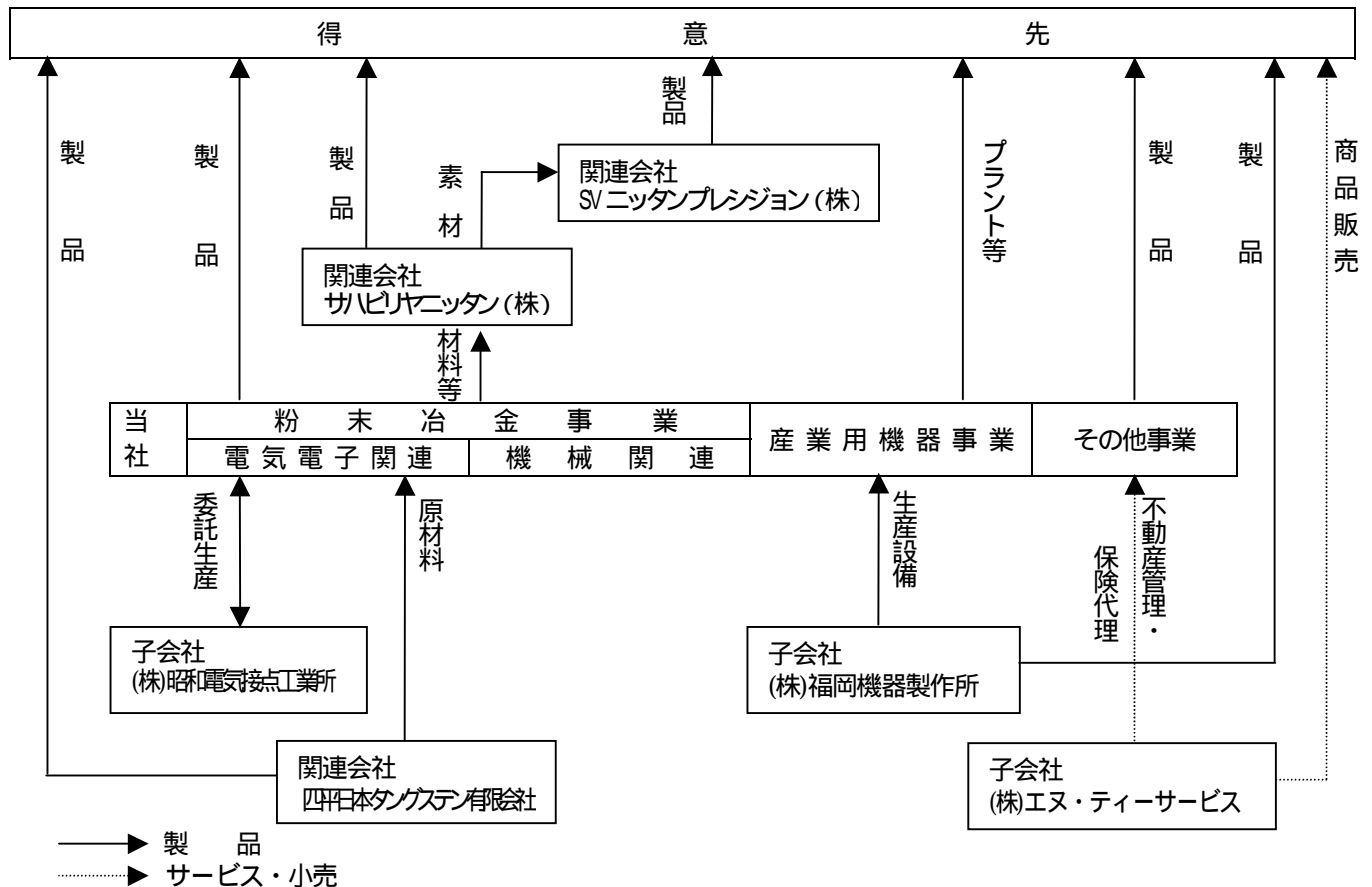 得意先
製品
製品
製品
素材
製品
プラント等
製品
製品
商品販売
関連会社
SVニッタンプレシジョン(株)
関連会社
サハビリヤニッタン(株)
材料等
当社
粉末冶金事業
電気電子関連
機械関連
産業用機器事業
その他事業
委託生産
原材料
生産設備
不動産管理・
保険代理
子会社
(株)昭和電気接点工業所
子会社
(株)福岡機器製作所
関連会社
四平日本タングステン有限会社
子会社
(株)エヌ・ティーサービス
製品
サービス・小売